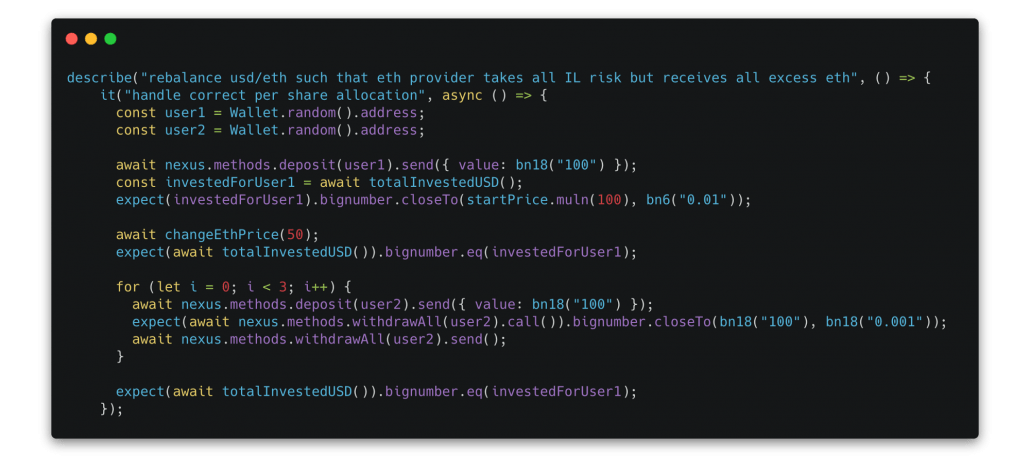 describe("rebalance usd/eth such that eth provider takes all IL risk but receives all excess eth", () => {
    it("handle correct per share allocation", async () => {
      const user1 = Wallet.random().address;
      const user2 = Wallet.random().address;

      await nexus.methods.deposit(user1).send({ value: bn18("100") });
      const investedForUser1 = await totalInvestedUSD();
      expect(investedForUser1).bignumber.closeTo(startPrice.muln(100), bn6("0.01"));

      await changeEthPrice(50);
      expect(await totalInvestedUSD()).bignumber.eq(investedForUser1);

      for (let i = 0; i < 3; i++) {
        await nexus.methods.deposit(user2).send({ value: bn18("100") });
        expect(await nexus.methods.withdrawAll(user2).call()).bignumber.closeTo(bn18("100"), bn18("0.001"));
        await nexus.methods.withdrawAll(user2).send();
      }

      expect(await totalInvestedUSD()).bignumber.eq(investedForUser1);
    });